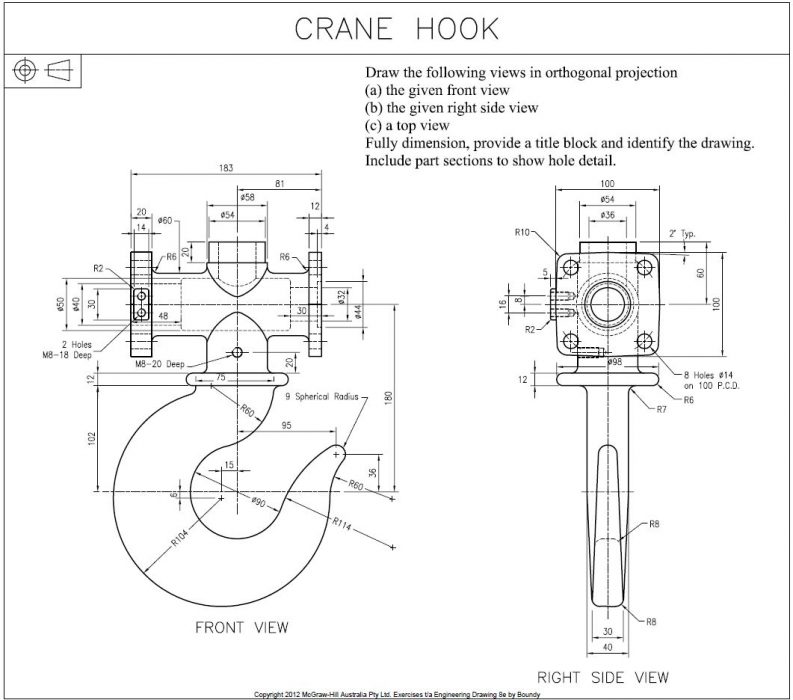 CRANE HOOK
Draw the following views in orthogonal projection
(a) the given front view
(b) the given right side view
(c) a top view
Fully dimension, provide a title block and identify the drawing.
Include part sections to show hole detail.
183
81
ø58
ø54
20
14
ø60
12
4
20
R6
R6
R2
ø50
ø40
30
48
30
ø32
ø44
2 Holes
M8-18 Deep
M8-20 Deep
20
12
75
R60
9 Spherical Radius
95
180
102
15
6
ø90
R60
36
R114
R104
FRONT VIEW
100
ø54
ø36
R10
2° Typ.
5
60
16
8
100
R2
ø98
12
8 Holes ø14
on 100 P.C.D.
R6
R7
R8
R8
30
40
RIGHT SIDE VIEW
Copyright 2012 McGraw-Hill Australia Pty Ltd. Exercises t/a Engineering Drawing 8e by Boundy